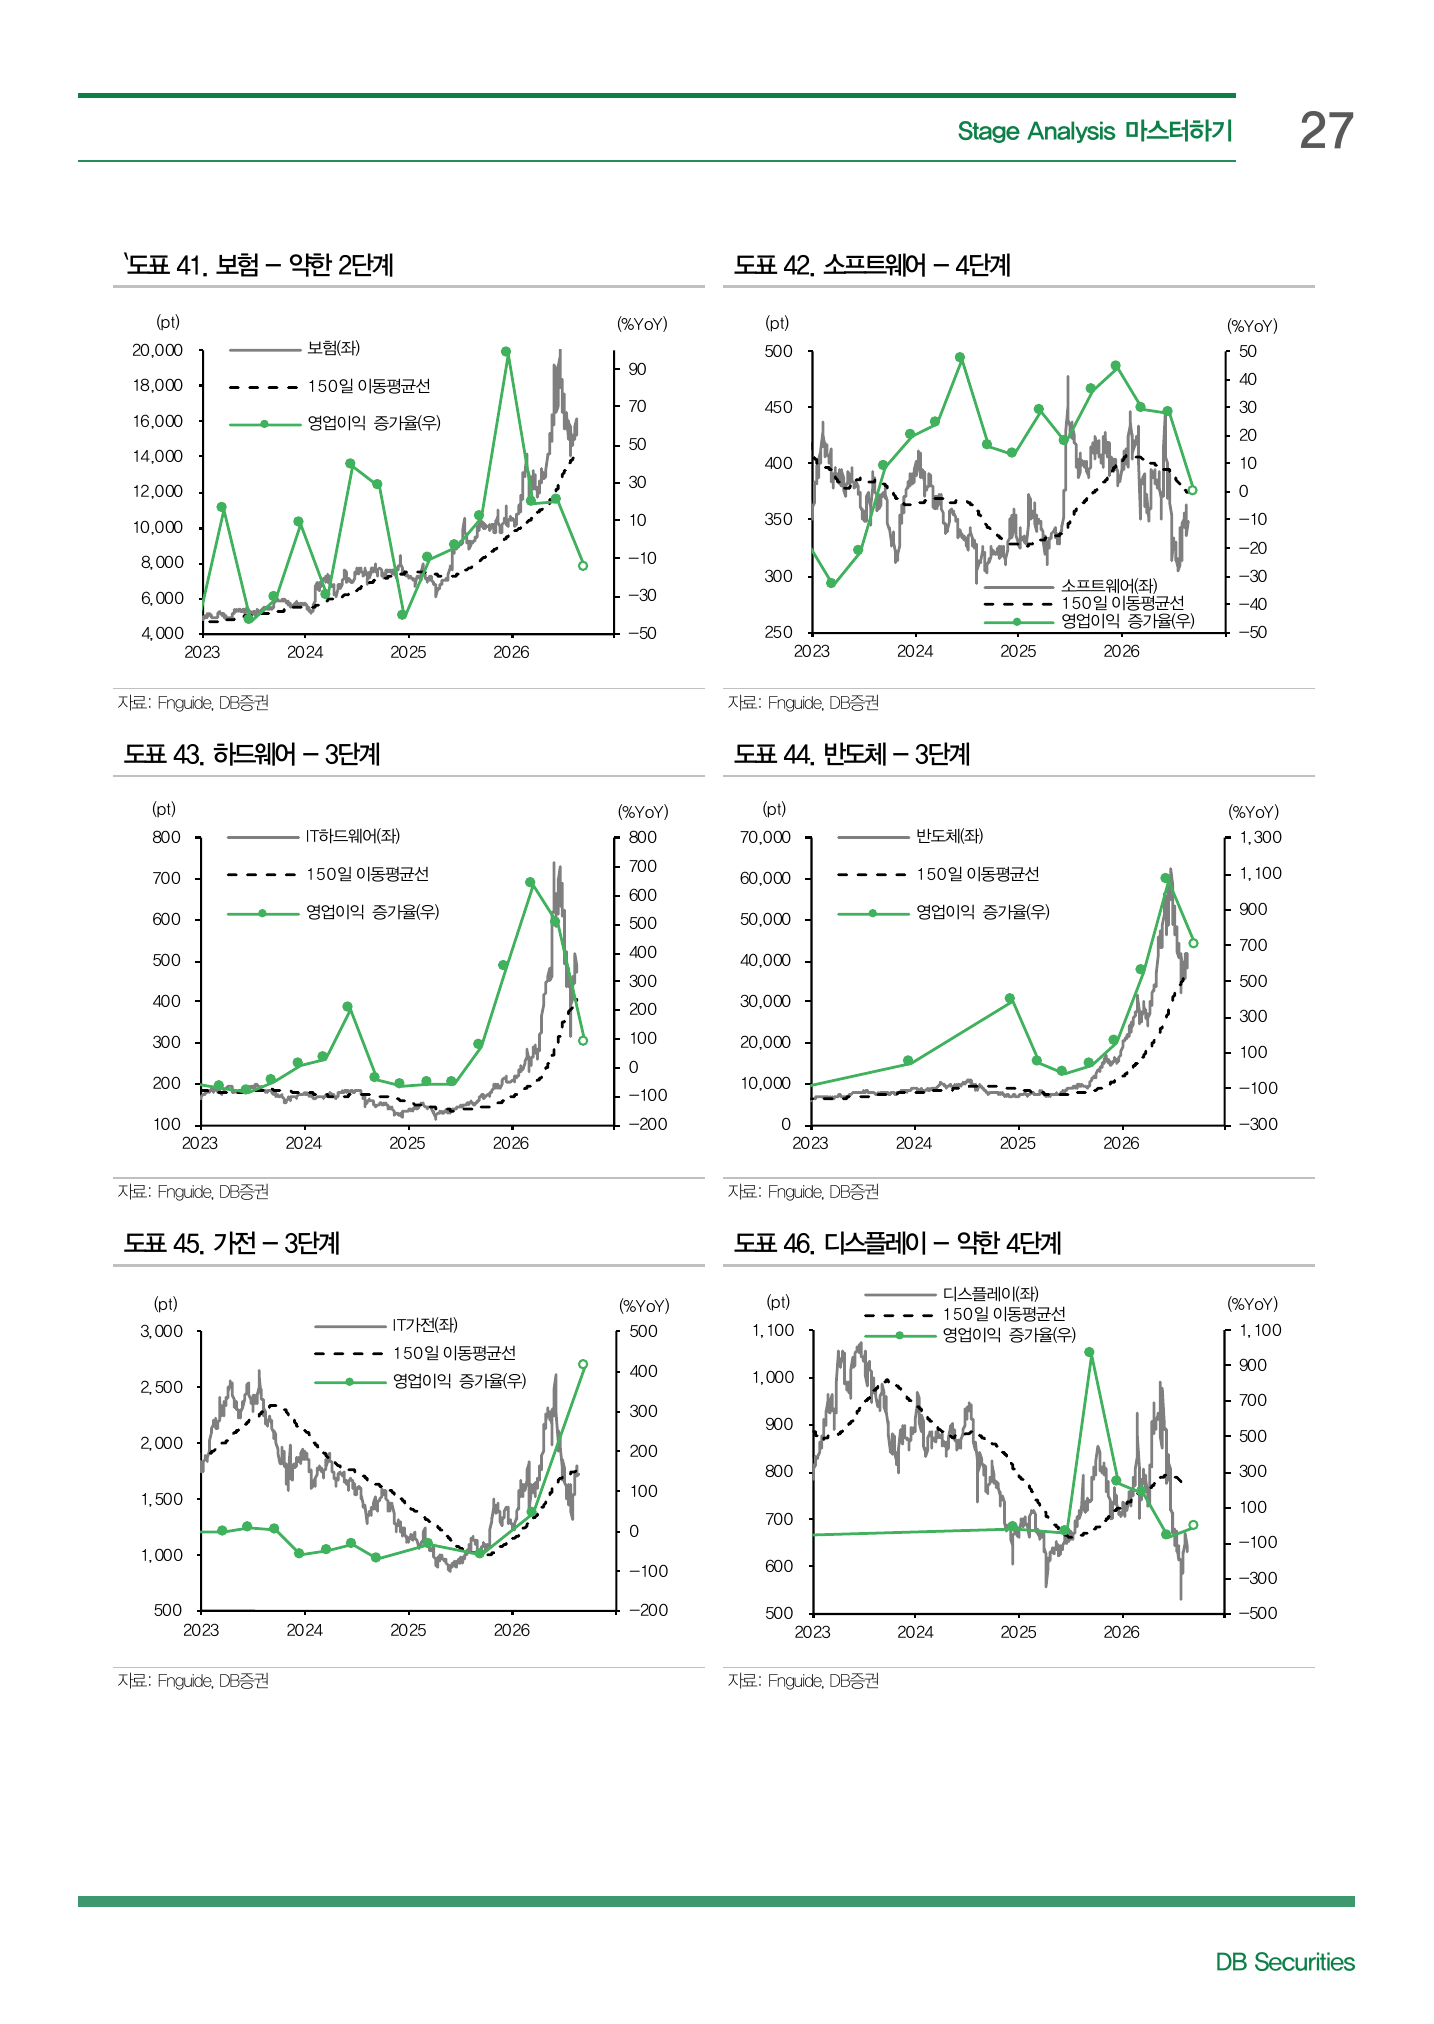 Stage Analysis 마스터하기
27
`도표 41. 보험 – 약한 2단계
(pt)
(%YoY)
보험(좌)
150일 이동평균선
영업이익 증가율(우)
20,000
18,000
16,000
14,000
12,000
10,000
8,000
6,000
4,000
90
70
50
30
10
-10
-30
-50
2023 2024 2025 2026
자료: Fnguide, DB증권
도표 42. 소프트웨어 – 4단계
(pt)
(%YoY)
500
450
400
350
300
250
50
40
30
20
10
0
-10
-20
-30
-40
-50
소프트웨어(좌)
150일 이동평균선
영업이익 증가율(우)
2023 2024 2025 2026
자료: Fnguide, DB증권
도표 43. 하드웨어 – 3단계
(pt)
(%YoY)
IT하드웨어(좌)
150일 이동평균선
영업이익 증가율(우)
800
700
600
500
400
300
200
100
800
700
600
500
400
300
200
100
0
-100
-200
2023 2024 2025 2026
자료: Fnguide, DB증권
도표 44. 반도체 – 3단계
(pt)
(%YoY)
반도체(좌)
150일 이동평균선
영업이익 증가율(우)
70,000
60,000
50,000
40,000
30,000
20,000
10,000
0
1,300
1,100
900
700
500
300
100
-100
-300
2023 2024 2025 2026
자료: Fnguide, DB증권
도표 45. 가전 – 3단계
(pt)
(%YoY)
IT가전(좌)
150일 이동평균선
영업이익 증가율(우)
3,000
2,500
2,000
1,500
1,000
500
500
400
300
200
100
0
-100
-200
2023 2024 2025 2026
자료: Fnguide, DB증권
도표 46. 디스플레이 – 약한 4단계
(pt)
(%YoY)
디스플레이(좌)
150일 이동평균선
영업이익 증가율(우)
1,100
1,000
900
800
700
600
500
1,100
900
700
500
300
100
-100
-300
-500
2023 2024 2025 2026
자료: Fnguide, DB증권
DB Securities